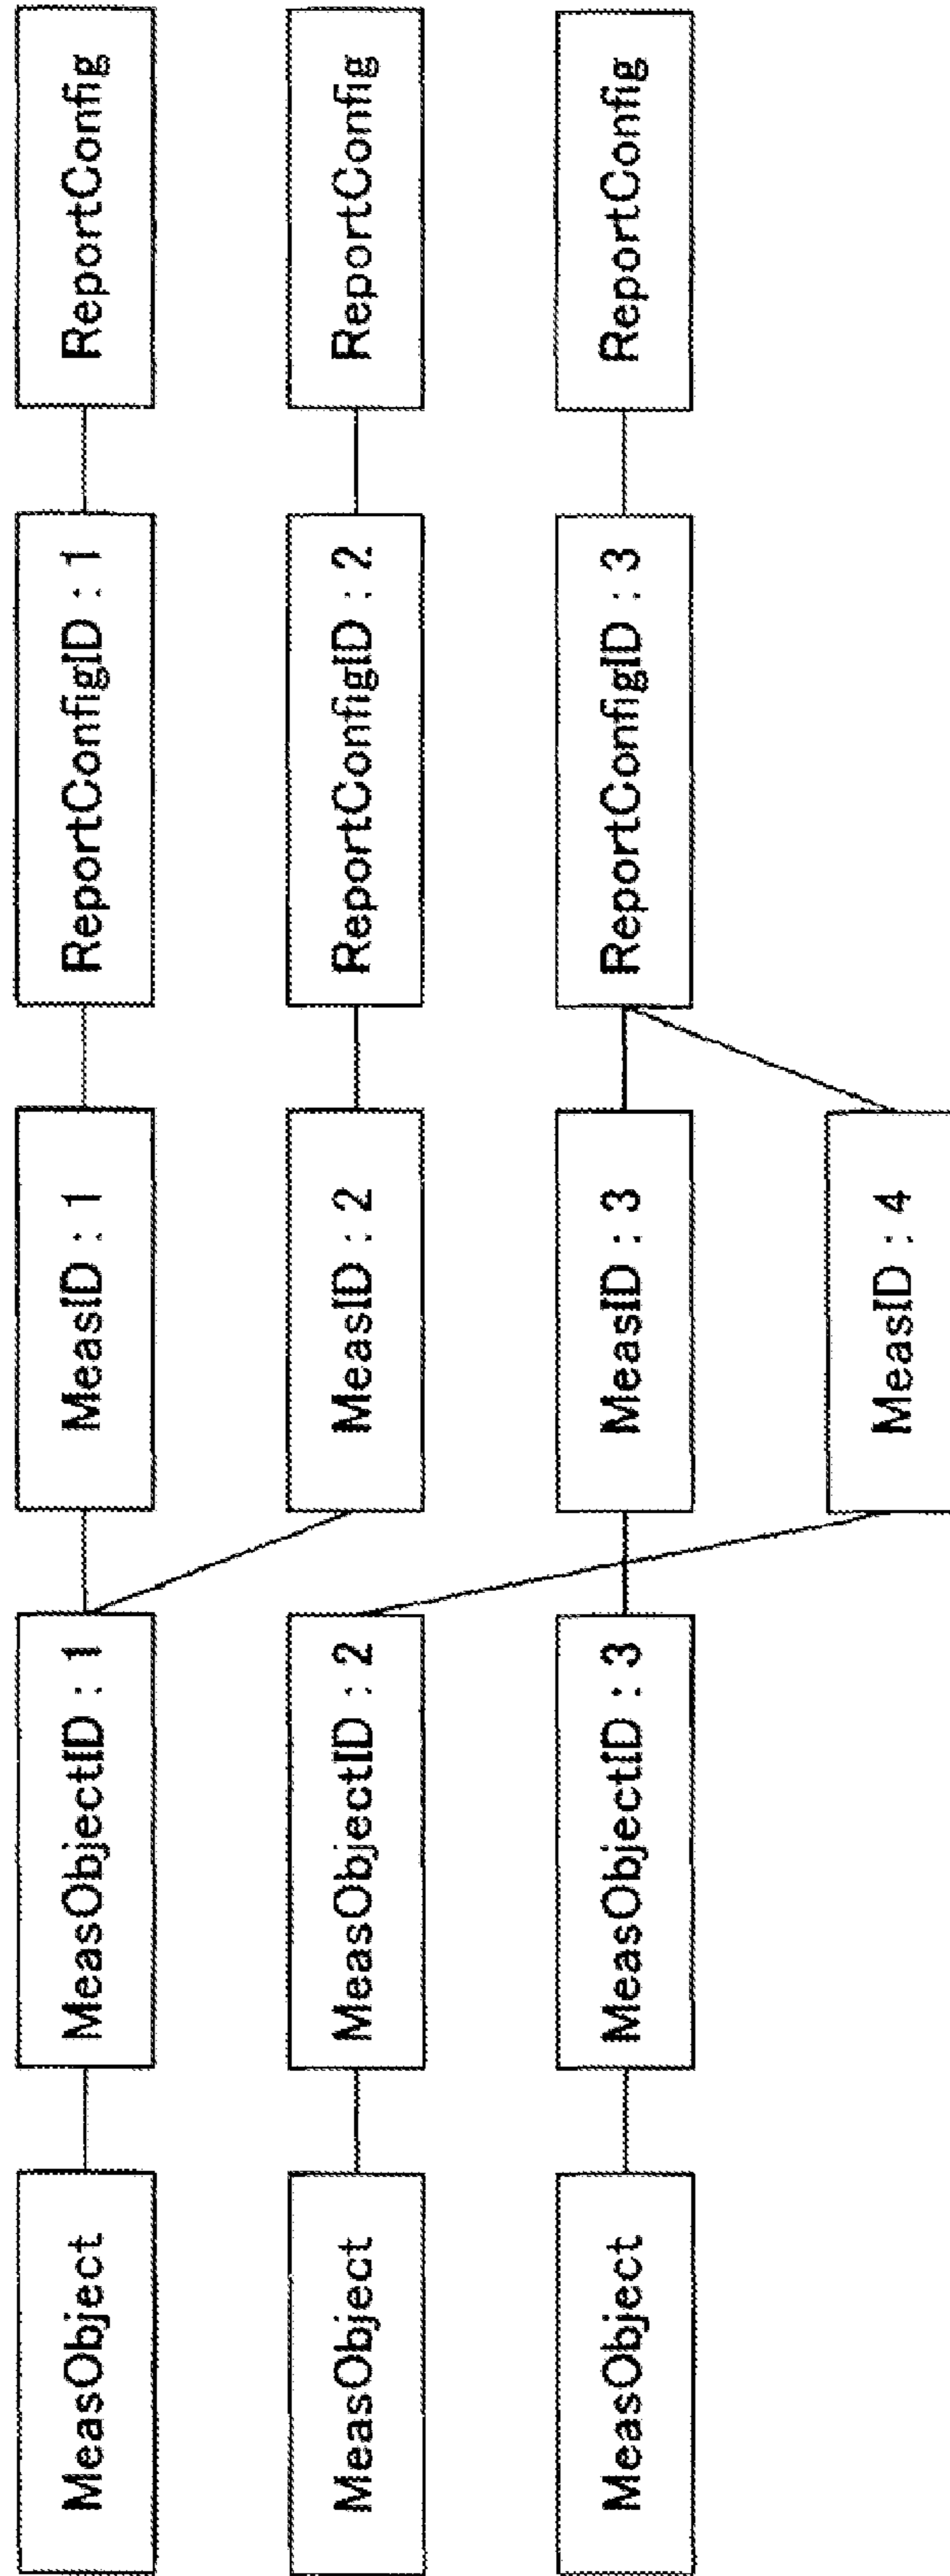 MeasObject
MeasObjectID : 1
MeasID : 1
ReportConfigID : 1
ReportConfig
MeasObject
MeasObjectID : 2
MeasID : 2
ReportConfigID : 2
ReportConfig
MeasObject
MeasObjectID : 3
MeasID : 3
ReportConfigID : 3
ReportConfig
MeasID : 4